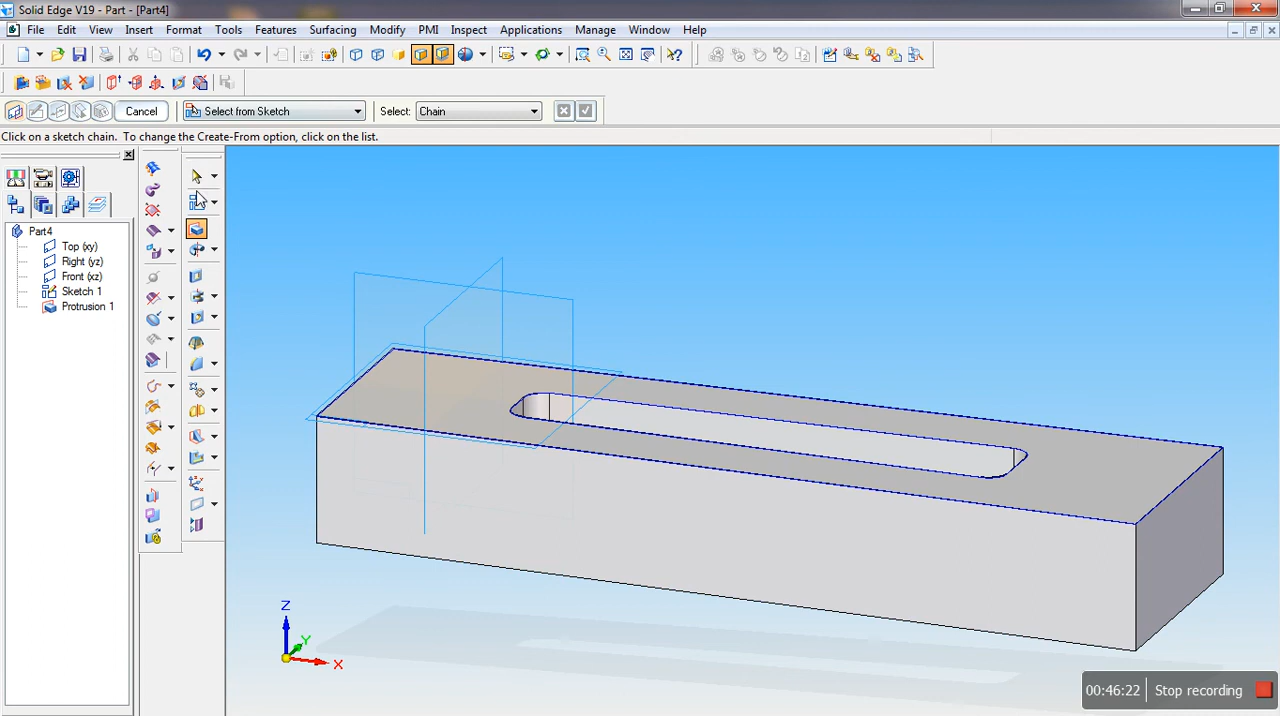 Solid Edge V19 - Part - [Part4]
File Edit View Insert Format Tools Features Surfacing Modify PMI Inspect Applications Manage Window Help
Cancel Select from Sketch Select: Chain
Click on a sketch chain. To change the Create-From option, click on the list.
Part4
Top (xy)
Right (yz)
Front (xz)
Sketch 1
Protrusion 1
Z
Y
X
00:46:22 Stop recording